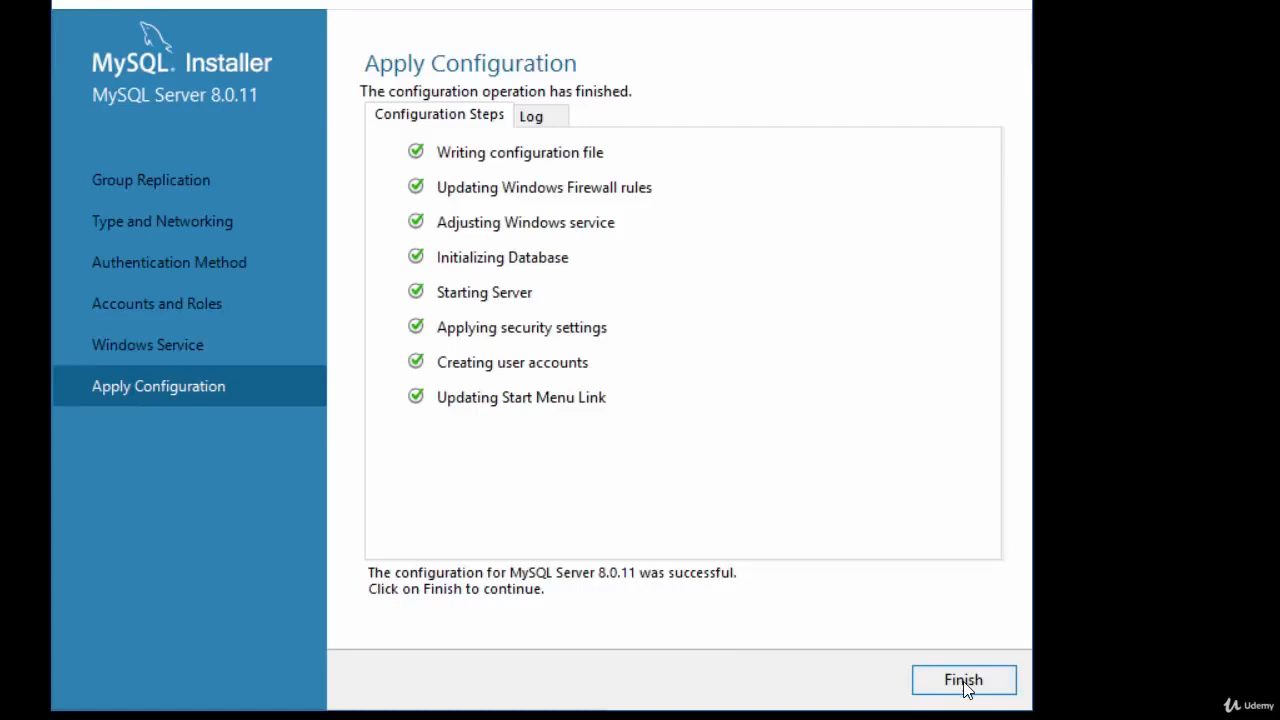 MySQL. Installer
MySQL Server 8.0.11
Group Replication
Type and Networking
Authentication Method
Accounts and Roles
Windows Service
Apply Configuration
Apply Configuration
The configuration operation has finished.
Configuration Steps
Log
Writing configuration file
Updating Windows Firewall rules
Adjusting Windows service
Initializing Database
Starting Server
Applying security settings
Creating user accounts
Updating Start Menu Link
The configuration for MySQL Server 8.0.11 was successful.
Click on Finish to continue.
Finish
Udemy